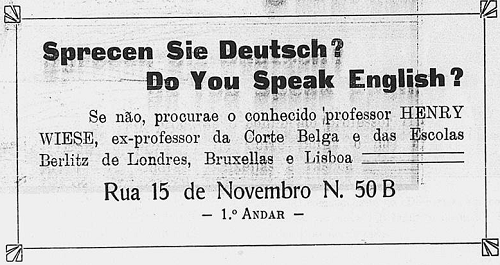 Sprecen Sie Deutsch?
Do You Speak English?
Se não, procurae o conhecido professor HENRY
WIESE, ex-professor da Corte Belga e das Escolas
Berlitz de Londres, Bruxellas e Lisboa
Rua 15 de Novembro N. 50 B
— 1.º ANDAR —